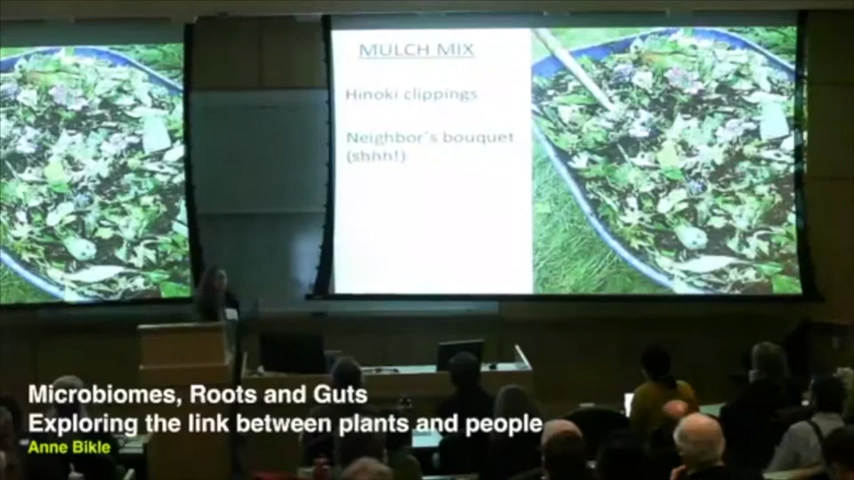 MULCH MIX
Hinoki clippings
Neighbor's bouquet
(shhh!)
Microbiomes, Roots and Guts
Exploring the link between plants and people
Anne Bikle